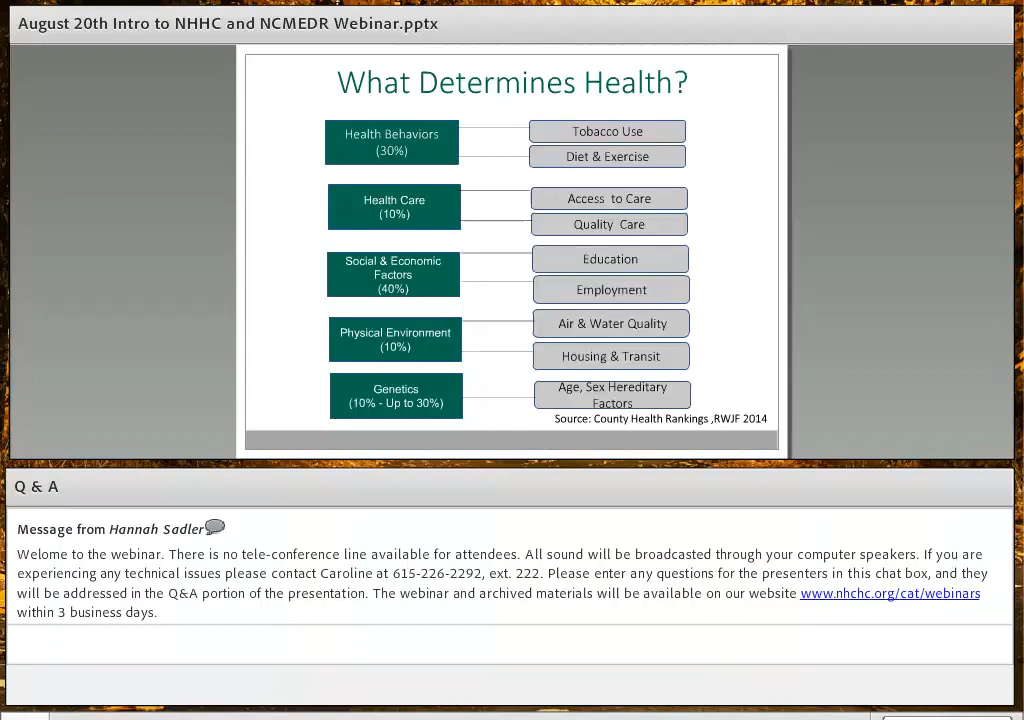 August 20th Intro to NHHC and NCMEDR Webinar.pptx
What Determines Health?
Health Behaviors
(30%)
Tobacco Use
Diet & Exercise
Health Care
(10%)
Access to Care
Quality Care
Social & Economic
Factors
(40%)
Education
Employment
Physical Environment
(10%)
Air & Water Quality
Housing & Transit
Genetics
(10% - Up to 30%)
Age, Sex Hereditary
Factors
Source: County Health Rankings ,RWJF 2014
Q & A
Message from Hannah Sadler
Welome to the webinar. There is no tele-conference line available for attendees. All sound will be broadcasted through your computer speakers. If you are
experiencing any technical issues please contact Caroline at 615-226-2292, ext. 222. Please enter any questions for the presenters in this chat box, and they
will be addressed in the Q&A portion of the presentation. The webinar and archived materials will be available on our website www.nhchc.org/cat/webinars
within 3 business days.